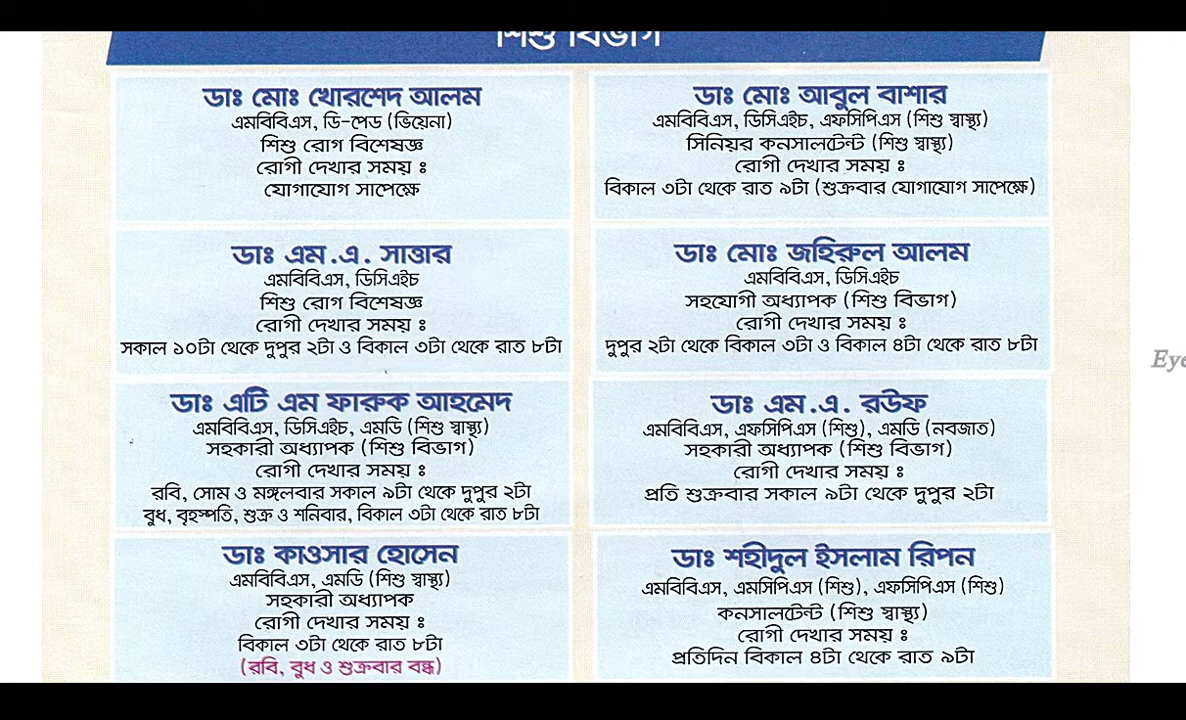 শিশু বিভাগ
ডাঃ মোঃ খোরশেদ আলম
এমবিবিএস, ডি-পেড (ভিয়েনা)
শিশু রোগ বিশেষজ্ঞ
রোগী দেখার সময় ঃ
যোগাযোগ সাপেক্ষে
ডাঃ মোঃ আবুল বাশার
এমবিবিএস, ডিসিএইচ, এফসিপিএস (শিশু স্বাস্থ্য)
সিনিয়র কনসালটেন্ট (শিশু স্বাস্থ্য)
রোগী দেখার সময় ঃ
বিকাল ৩টা থেকে রাত ৯টা (শুক্রবার যোগাযোগ সাপেক্ষে)
ডাঃ এম.এ. সাত্তার
এমবিবিএস, ডিসিএইচ
শিশু রোগ বিশেষজ্ঞ
রোগী দেখার সময় ঃ
সকাল ১০টা থেকে দুপুর ২টা ও বিকাল ৩টা থেকে রাত ৮টা
ডাঃ মোঃ জহিরুল আলম
এমবিবিএস, ডিসিএইচ
সহযোগী অধ্যাপক (শিশু বিভাগ)
রোগী দেখার সময় ঃ
দুপুর ২টা থেকে বিকাল ৩টা ও বিকাল ৪টা থেকে রাত ৮টা
ডাঃ এটি এম ফারুক আহমেদ
এমবিবিএস, ডিসিএইচ, এমডি (শিশু স্বাস্থ্য)
সহকারী অধ্যাপক (শিশু বিভাগ)
রোগী দেখার সময় ঃ
রবি, সোম ও মঙ্গলবার সকাল ৯টা থেকে দুপুর ২টা
বুধ, বৃহস্পতি, শুক্র ও শনিবার, বিকাল ৩টা থেকে রাত ৮টা
ডাঃ এম.এ. রউফ
এমবিবিএস, এফসিপিএস (শিশু), এমডি (নবজাত)
সহকারী অধ্যাপক (শিশু বিভাগ)
রোগী দেখার সময় ঃ
প্রতি শুক্রবার সকাল ৯টা থেকে দুপুর ২টা
ডাঃ কাওসার হোসেন
এমবিবিএস, এমডি (শিশু স্বাস্থ্য)
সহকারী অধ্যাপক
রোগী দেখার সময় ঃ
বিকাল ৩টা থেকে রাত ৮টা
(রবি, বুধ ও শুক্রবার বন্ধ)
ডাঃ শহীদুল ইসলাম রিপন
এমবিবিএস, এমসিপিএস (শিশু), এফসিপিএস (শিশু)
কনসালটেন্ট (শিশু স্বাস্থ্য)
রোগী দেখার সময় ঃ
প্রতিদিন বিকাল ৪টা থেকে রাত ৯টা
Eye